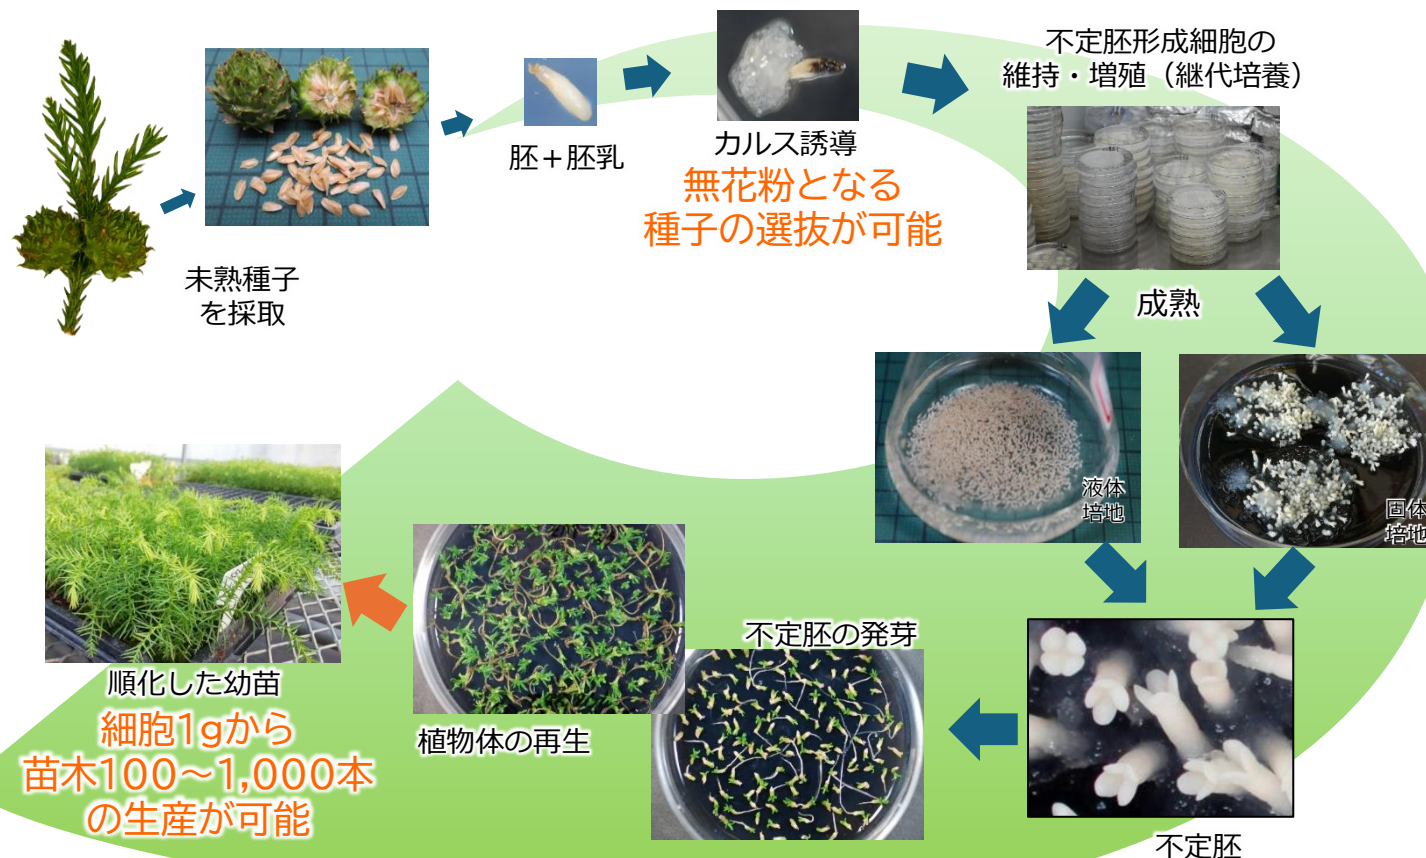 未熟種子
を採取
胚＋胚乳
カルス誘導
無花粉となる
種子の選抜が可能
不定胚形成細胞の
維持・増殖（継代培養）
成熟
液体
培地
固体
培地
不定胚
不定胚の発芽
植物体の再生
順化した幼苗
細胞1gから
苗木100～1,000本
の生産が可能